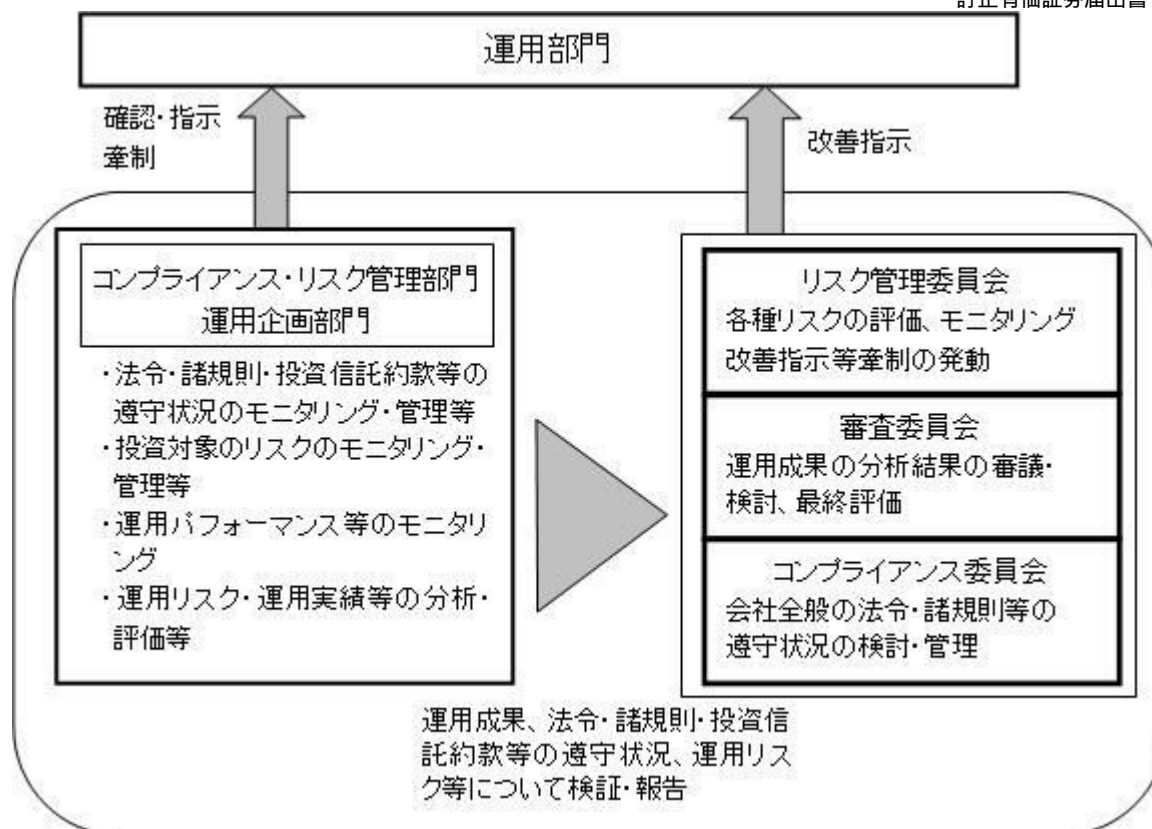 訂正有価証券届出書
運用部門
確認・指示
牽制
改善指示
コンプライアンス・リスク管理部門
運用企画部門
・法令・諸規則・投資信託約款等の
遵守状況のモニタリング・管理等
・投資対象のリスクのモニタリング・
管理等
・運用パフォーマンス等のモニタリ
ング
・運用リスク・運用実績等の分析・
評価等
リスク管理委員会
各種リスクの評価、モニタリング
改善指示等牽制の発動
審査委員会
運用成果の分析結果の審議・
検討、最終評価
コンプライアンス委員会
会社全般の法令・諸規則等の
遵守状況の検討・管理
運用成果、法令・諸規則・投資信
託約款等の遵守状況、運用リス
ク等について検証・報告